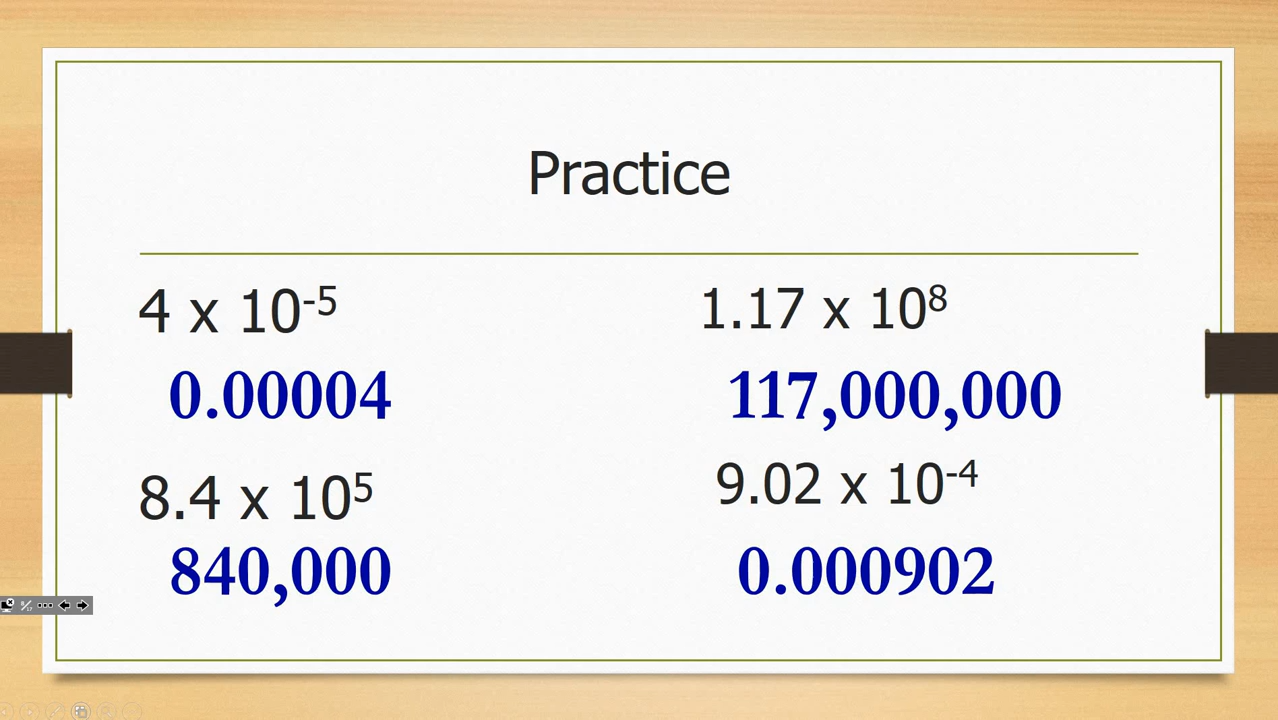 Practice
4 x 10⁻⁵
0.00004
8.4 x 10⁵
840,000
1.17 x 10⁸
117,000,000
9.02 x 10⁻⁴
0.000902